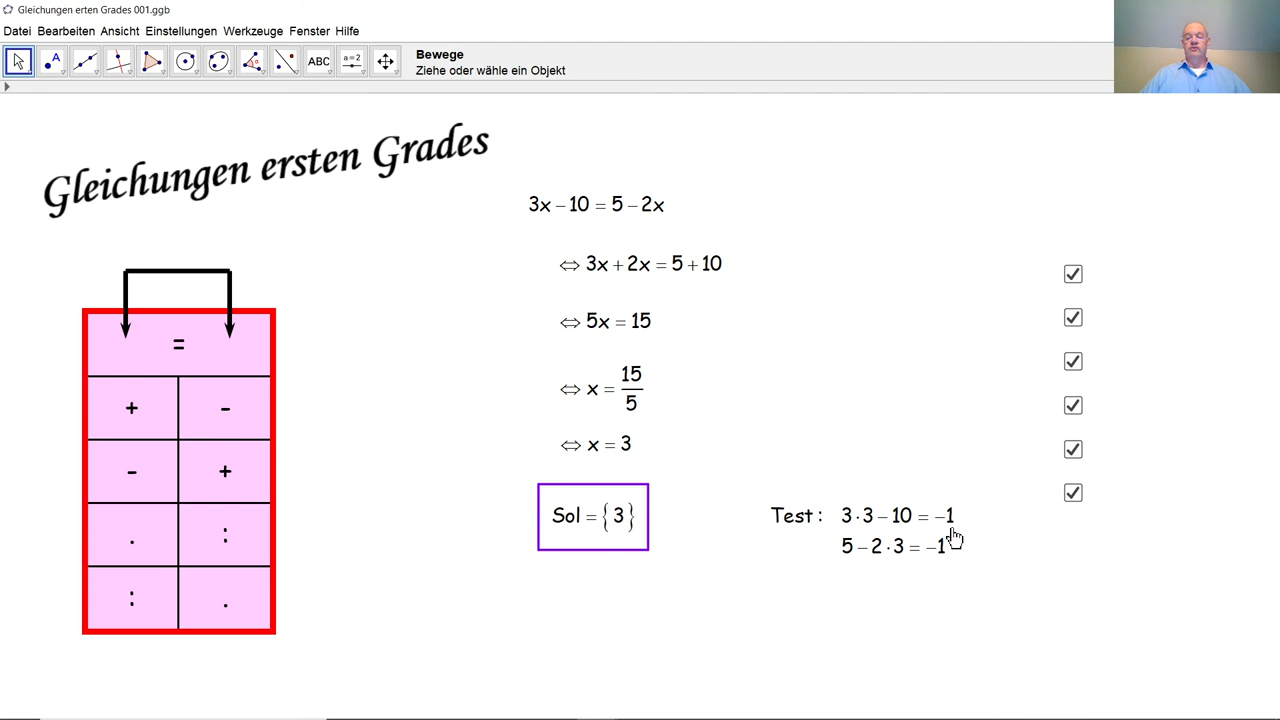 Gleichungen erten Grades 001.ggb
Datei Bearbeiten Ansicht Einstellungen Werkzeuge Fenster Hilfe
A ABC a=2
Bewege
Ziehe oder wähle ein Objekt
Gleichungen ersten Grades
3x − 10 = 5 − 2x
⇔ 3x + 2x = 5 + 10
⇔ 5x = 15
⇔ x = 15/5
⇔ x = 3
Sol = {3}
Test : 3·3 − 10 = −1
5 − 2·3 = −1
=
+ -
- +
. :
: .